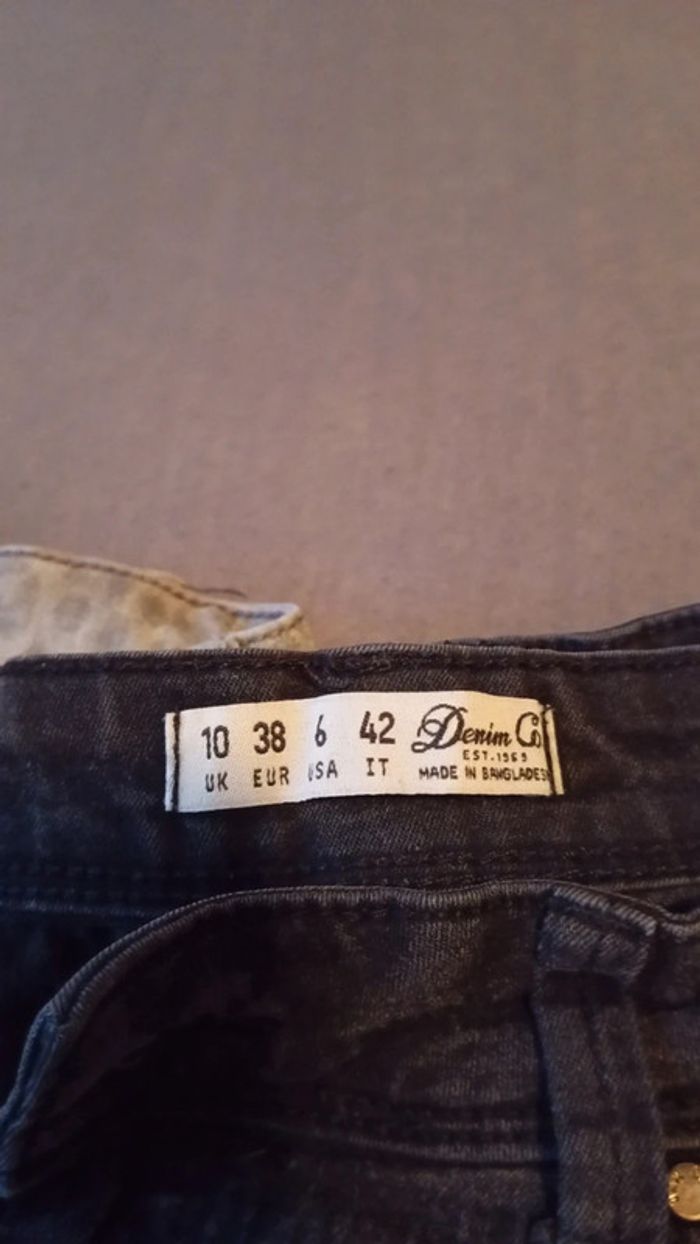 10 38 6 42 Denim Co
EST.1969
UK EUR USA IT MADE IN BANGLADESH